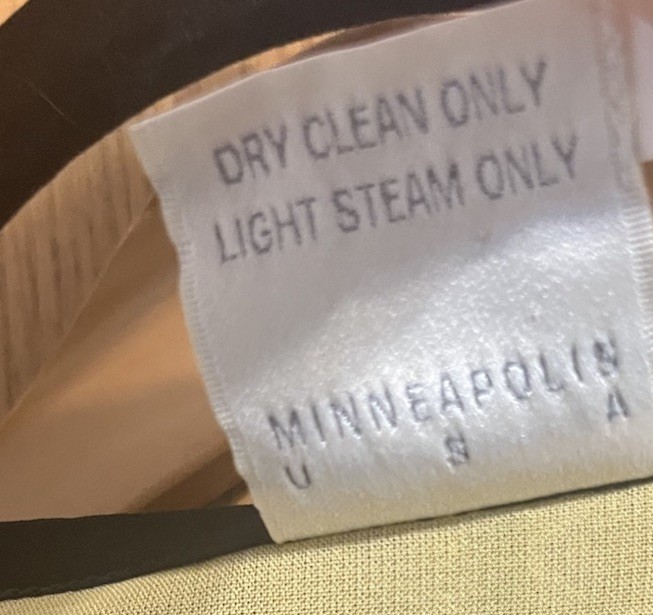 DRY CLEAN ONLY
LIGHT STEAM ONLY
MINNEAPOLIS
U S A